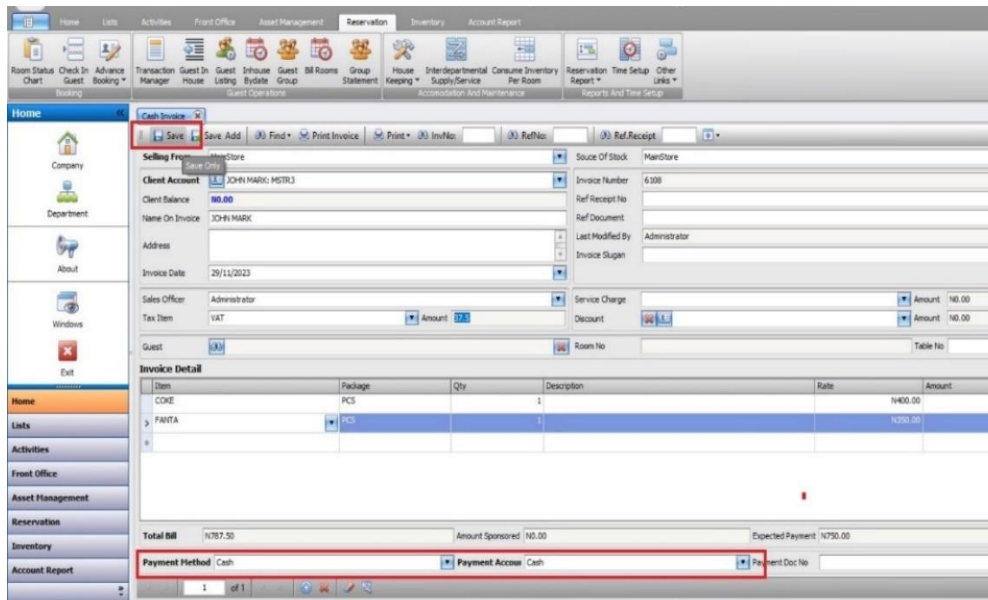 Home Lists Activities Front Office Asset Management Reservation Inventory Account Report
Room Status Chart Check In Guest Advance Booking Transaction Manager Guest In House Guest Listing Inhouse Bydate Guest Group Bill Rooms Group Statement House Keeping Interdepartmental Supply/Service Consume Inventory Per Room Reservation Report Time Setup Other Links
Booking Guest Operations Accomodation And Maintenance Reports And Time Setup
Home « Cash Invoice X
Save Save Add Find Print Invoice Print InvNo: RefNo: Ref.Receipt
Save Only
Selling From MainStore Souce Of Stock MainStore
Company
Client Account JOHN MARK: MSTR3 Invoice Number 6108
Client Balance N0.00 Ref Receipt No
Department
Name On Invoice JOHN MARK Ref Document
Address Last Modified By Administrator
Invoice Slugan
About
Invoice Date 29/11/2023
Sales Officer Administrator Service Charge Amount N0.00
Tax Item VAT Amount 37.5 Discount Amount N0.00
Windows
Guest Room No Table No
Exit
Invoice Detail
Item Package Qty Description Rate Amount
Home
COKE PCS 1 N400.00
FANTA PCS 1 N350.00
Lists
Activities
Front Office
Asset Management
Reservation
Total Bill N787.50 Amount Sponsored N0.00 Expected Payment N750.00
Inventory
Payment Method Cash Payment Accour Cash Payment Doc No
Account Report
1 of 1